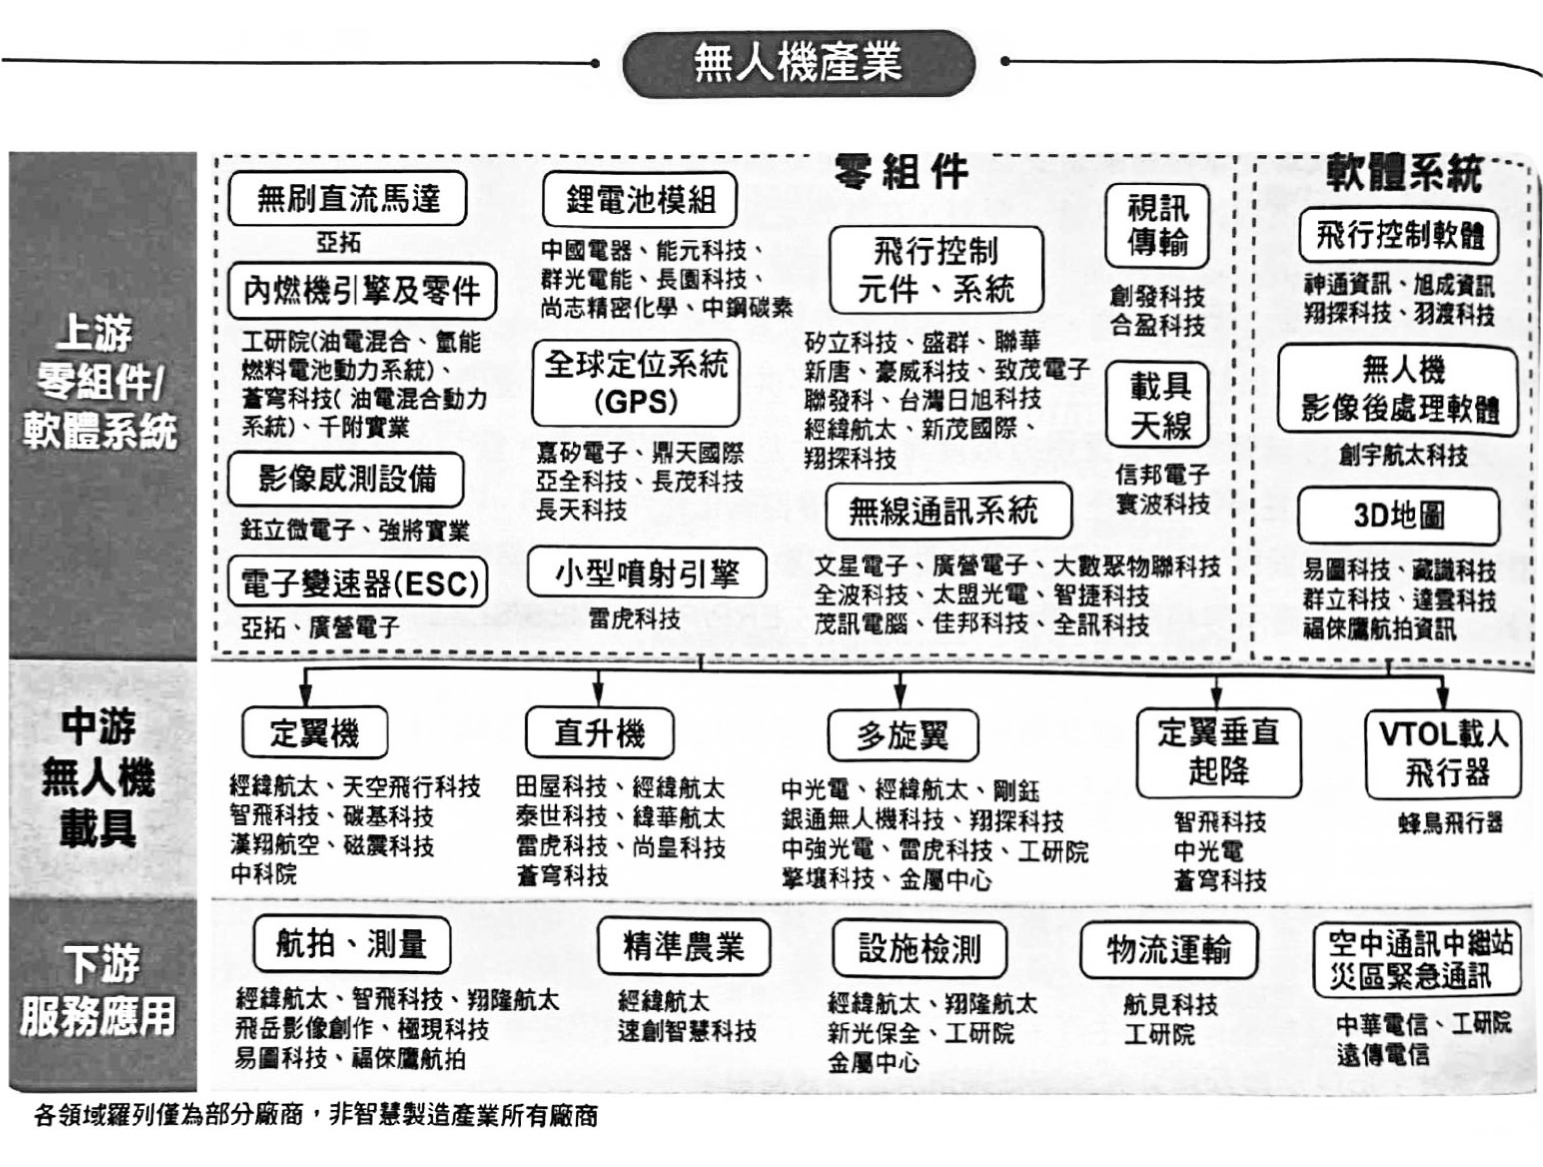 無人機產業
上游
零組件/
軟體系統
零組件
無刷直流馬達
亞拓
內燃機引擎及零件
工研院(油電混合、氫能
燃料電池動力系統)、
蒼穹科技(油電混合動力
系統)、千附實業
影像感測設備
鈺立微電子、強將實業
電子變速器(ESC)
亞拓、廣營電子
鋰電池模組
中國電器、能元科技、
群光電能、長園科技、
尚志精密化學、中鋼碳素
全球定位系統
(GPS)
嘉矽電子、鼎天國際
亞全科技、長茂科技
長天科技
小型噴射引擎
雷虎科技
飛行控制
元件、系統
矽立科技、盛群、聯華
新唐、豪威科技、致茂電子
聯發科、台灣日旭科技
經緯航太、新茂國際、
翔探科技
無線通訊系統
文星電子、廣營電子、大數聚物聯科技
全波科技、太盟光電、智捷科技
茂訊電腦、佳邦科技、全訊科技
視訊
傳輸
創發科技
合盈科技
載具
天線
信邦電子
寰波科技
軟體系統
飛行控制軟體
神通資訊、旭成資訊
翔探科技、羽渡科技
無人機
影像後處理軟體
創宇航太科技
3D地圖
易圖科技、藏識科技
群立科技、達雲科技
福倈鷹航拍資訊
中游
無人機
載具
定翼機
經緯航太、天空飛行科技
智飛科技、碳基科技
漢翔航空、磁震科技
中科院
直升機
田屋科技、經緯航太
泰世科技、緯華航太
雷虎科技、尚皇科技
蒼穹科技
多旋翼
中光電、經緯航太、剛鈺
銀通無人機科技、翔探科技
中強光電、雷虎科技、工研院
擎壤科技、金屬中心
定翼垂直
起降
智飛科技
中光電
蒼穹科技
VTOL載人
飛行器
蜂鳥飛行器
下游
服務應用
航拍、測量
經緯航太、智飛科技、翔隆航太
飛岳影像創作、極現科技
易圖科技、福倈鷹航拍
精準農業
經緯航太
速創智慧科技
設施檢測
經緯航太、翔隆航太
新光保全、工研院
金屬中心
物流運輸
航見科技
工研院
空中通訊中繼站
災區緊急通訊
中華電信、工研院
遠傳電信
各領域羅列僅為部分廠商，非智慧製造產業所有廠商